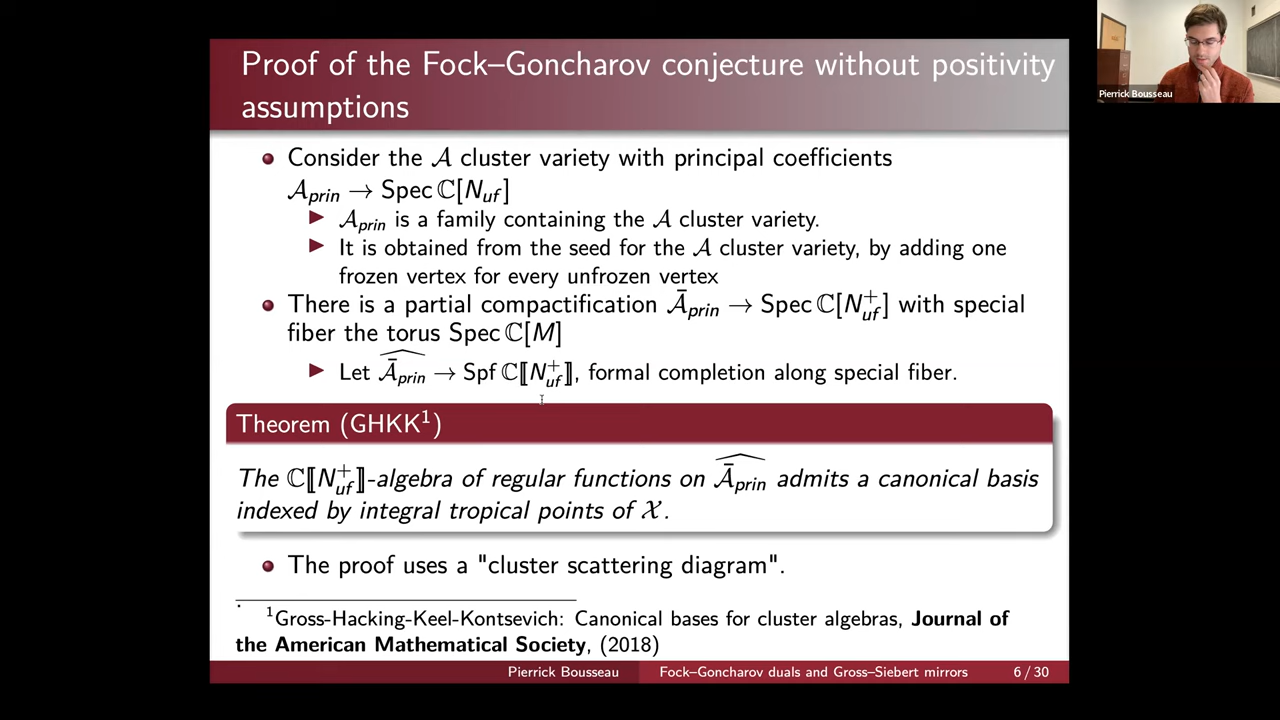 Proof of the Fock–Goncharov conjecture without positivity
assumptions
Consider the 𝒜 cluster variety with principal coefficients
𝒜_prin → Spec ℂ[N_uf]
𝒜_prin is a family containing the 𝒜 cluster variety.
It is obtained from the seed for the 𝒜 cluster variety, by adding one
frozen vertex for every unfrozen vertex
There is a partial compactification 𝒜̄_prin → Spec ℂ[N⁺_uf] with special
fiber the torus Spec ℂ[M]
Let \widehat{𝒜̄_prin} → Spf ℂ⟦N⁺_uf⟧, formal completion along special fiber.
Theorem (GHKK¹)
The ℂ⟦N⁺_uf⟧-algebra of regular functions on \widehat{𝒜̄_prin} admits a canonical basis
indexed by integral tropical points of 𝒳.
The proof uses a "cluster scattering diagram".
.
¹Gross-Hacking-Keel-Kontsevich: Canonical bases for cluster algebras, Journal of
the American Mathematical Society, (2018)
Pierrick Bousseau Fock–Goncharov duals and Gross–Siebert mirrors 6 / 30
Pierrick Bousseau